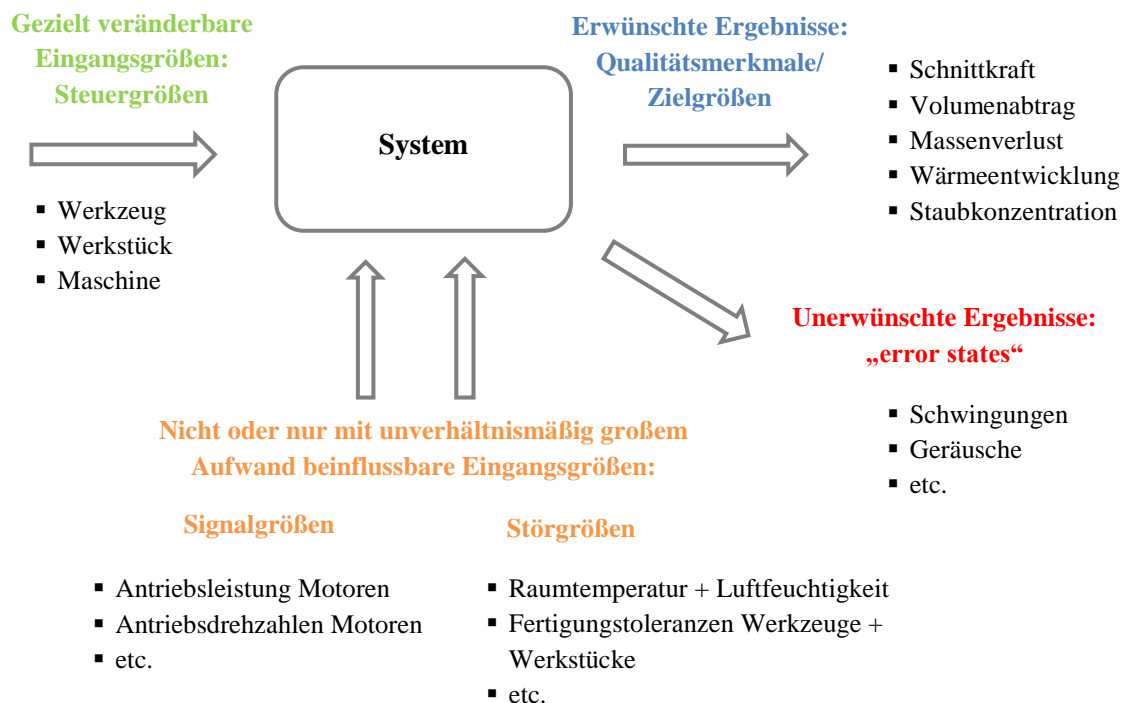 Gezielt veränderbare
Eingangsgrößen:
Steuergrößen
▪ Werkzeug
▪ Werkstück
▪ Maschine
System
Erwünschte Ergebnisse:
Qualitätsmerkmale/
Zielgrößen
▪ Schnittkraft
▪ Volumenabtrag
▪ Massenverlust
▪ Wärmeentwicklung
▪ Staubkonzentration
Unerwünschte Ergebnisse:
„error states“
▪ Schwingungen
▪ Geräusche
▪ etc.
Nicht oder nur mit unverhältnismäßig großem
Aufwand beinflussbare Eingangsgrößen:
Signalgrößen
▪ Antriebsleistung Motoren
▪ Antriebsdrehzahlen Motoren
▪ etc.
Störgrößen
▪ Raumtemperatur + Luftfeuchtigkeit
▪ Fertigungstoleranzen Werkzeuge +
Werkstücke
▪ etc.